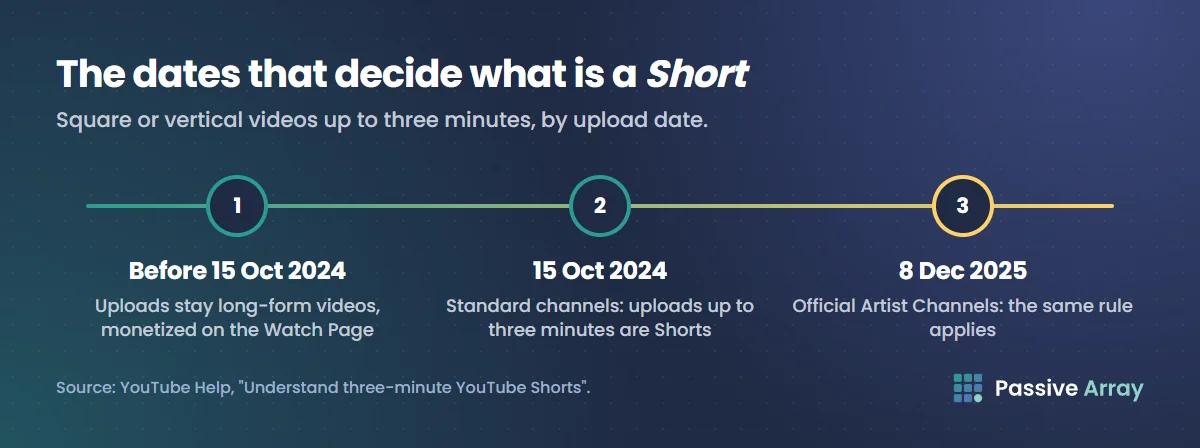 The dates that decide what is a Short
Square or vertical videos up to three minutes, by upload date.
1
2
3
Before 15 Oct 2024
Uploads stay long-form videos,
monetized on the Watch Page
15 Oct 2024
Standard channels: uploads up to
three minutes are Shorts
8 Dec 2025
Official Artist Channels: the same rule
applies
Source: YouTube Help, "Understand three-minute YouTube Shorts".
Passive Array